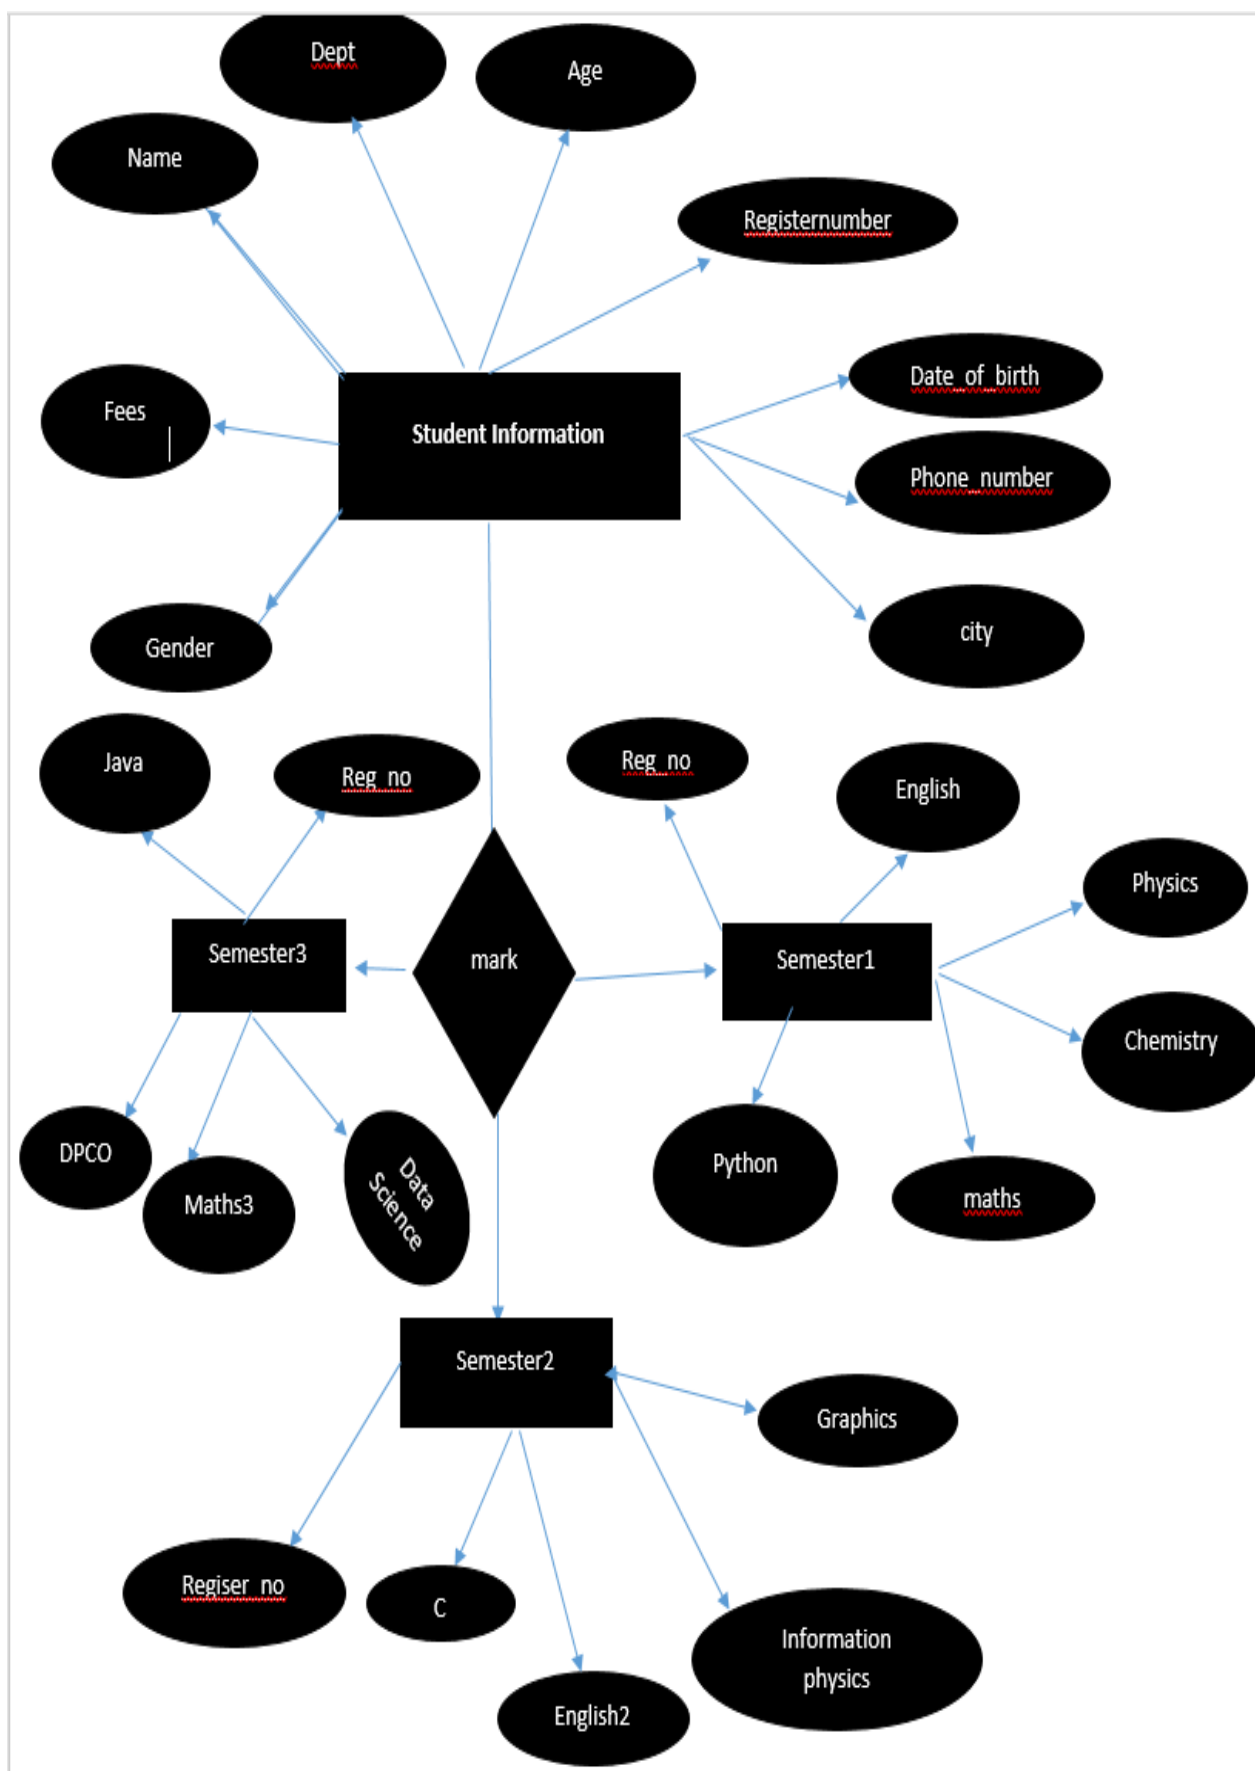 Dept
Age
Name
Registernumber
Date_of_birth
Fees
Student Information
Phone_number
city
Gender
Java
Reg_no
Reg_no
English
Physics
Semester3
mark
Semester1
Chemistry
DPCO
Maths3
Data
Science
Python
maths
Semester2
Graphics
Regiser_no
C
Information
physics
English2